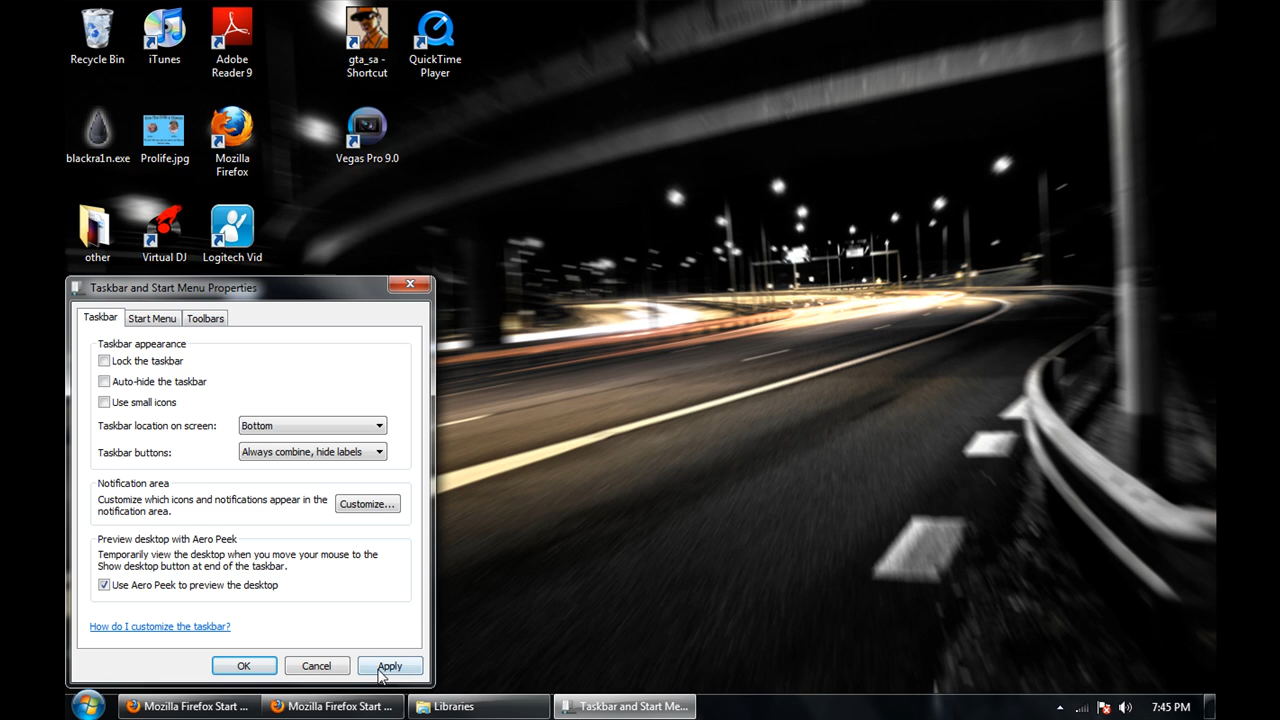 Recycle Bin
iTunes
Adobe
Reader 9
gta_sa -
Shortcut
QuickTime
Player
blackra1n.exe
Prolife.jpg
Mozilla
Firefox
Vegas Pro 9.0
other
Virtual DJ
Logitech Vid
Taskbar and Start Menu Properties
Taskbar
Start Menu
Toolbars
Taskbar appearance
Lock the taskbar
Auto-hide the taskbar
Use small icons
Taskbar location on screen:
Bottom
Taskbar buttons:
Always combine, hide labels
Notification area
Customize which icons and notifications appear in the
notification area.
Customize...
Preview desktop with Aero Peek
Temporarily view the desktop when you move your mouse to the
Show desktop button at end of the taskbar.
Use Aero Peek to preview the desktop
How do I customize the taskbar?
OK
Cancel
Apply
Mozilla Firefox Start ...
Mozilla Firefox Start ...
Libraries
Taskbar and Start Me...
7:45 PM